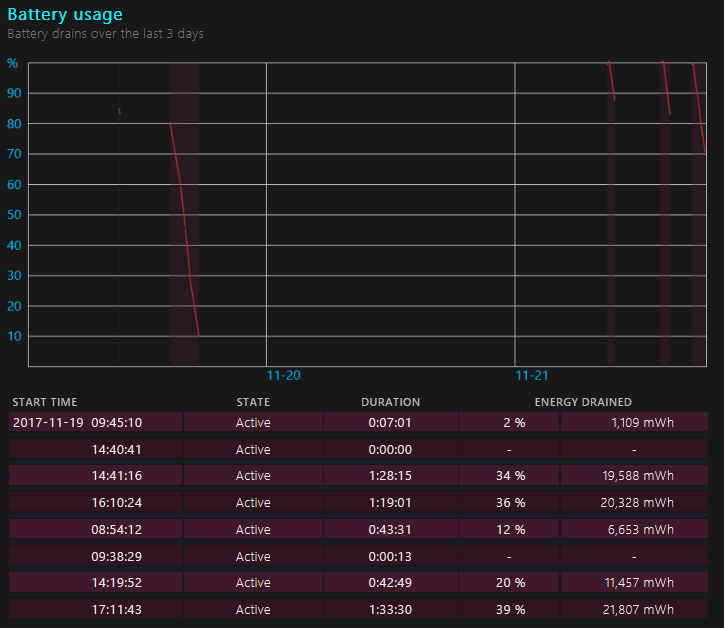 Battery usage
Battery drains over the last 3 days
%
90
80
70
60
50
40
30
20
10
11-20 11-21
START TIME STATE DURATION ENERGY DRAINED
2017-11-19 09:45:10 Active 0:07:01 2 % 1,109 mWh
14:40:41 Active 0:00:00 - -
14:41:16 Active 1:28:15 34 % 19,588 mWh
16:10:24 Active 1:19:01 36 % 20,328 mWh
08:54:12 Active 0:43:31 12 % 6,653 mWh
09:38:29 Active 0:00:13 - -
14:19:52 Active 0:42:49 20 % 11,457 mWh
17:11:43 Active 1:33:30 39 % 21,807 mWh